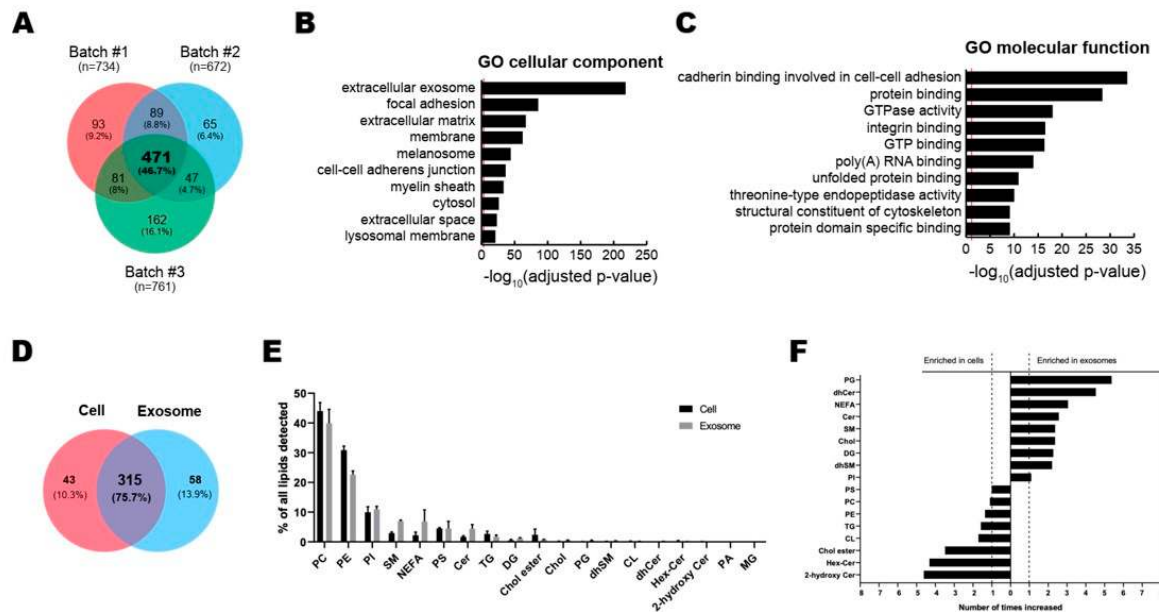 A
Batch #1
(n=734)
Batch #2
(n=672)
93
(9.2%)
89
(8.8%)
65
(6.4%)
471
(46.7%)
81
(8%)
47
(4.7%)
162
(16.1%)
Batch #3
(n=761)
B
GO cellular component
extracellular exosome
focal adhesion
extracellular matrix
membrane
melanosome
cell-cell adherens junction
myelin sheath
cytosol
extracellular space
lysosomal membrane
0 50 100 150 200 250
-log10(adjusted p-value)
C
GO molecular function
cadherin binding involved in cell-cell adhesion
protein binding
GTPase activity
integrin binding
GTP binding
poly(A) RNA binding
unfolded protein binding
threonine-type endopeptidase activity
structural constituent of cytoskeleton
protein domain specific binding
0 5 10 15 20 25 30 35
-log10(adjusted p-value)
D
Cell Exosome
43
(10.3%)
315
(75.7%)
58
(13.9%)
E
% of all lipids detected
50
40
30
20
10
0
Cell
Exosome
PC PE PI SM NEFA PS Cer TG DG Chol ester Chol PG dhSM CL dhCer Hex-Cer 2-hydroxy Cer PA MG
F
Enriched in cells Enriched in exosomes
PG
dhCer
NEFA
Cer
SM
Chol
DG
dhSM
PI
PS
PC
PE
TG
CL
Chol ester
Hex-Cer
2-hydroxy Cer
8 7 6 5 4 3 2 1 0 1 2 3 4 5 6 7 8
Number of times increased